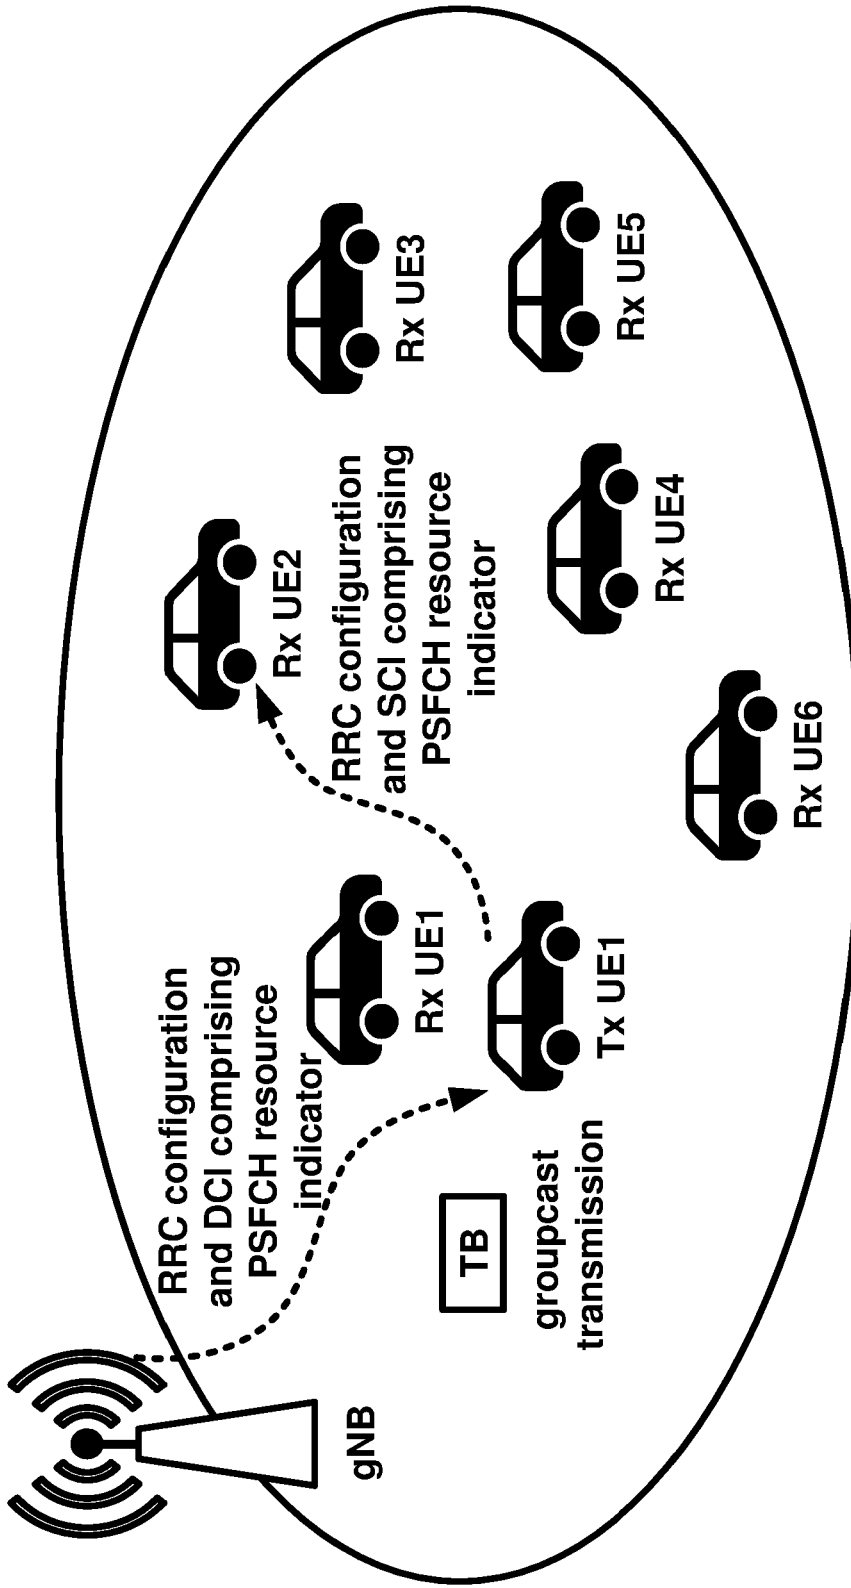 gNB
RRC configuration
and DCI comprising
PSFCH resource
indicator
TB
groupcast
transmission
Rx UE1
Tx UE1
Rx UE2
RRC configuration
and SCI comprising
PSFCH resource
indicator
Rx UE3
Rx UE4
Rx UE5
Rx UE6